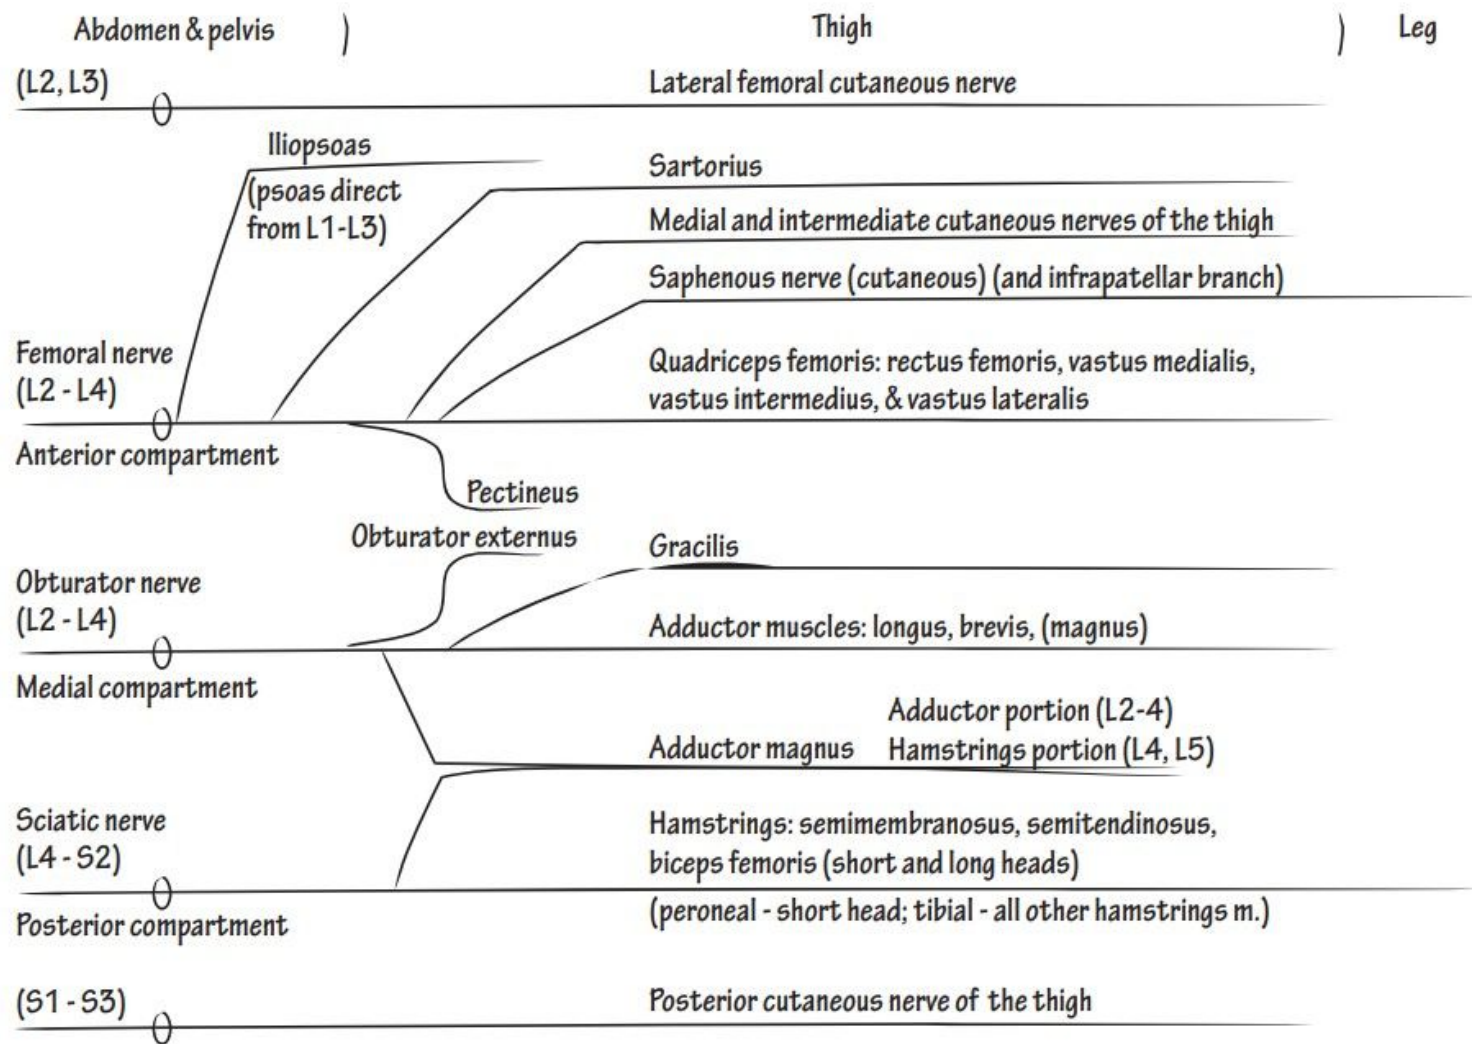 Abdomen & pelvis ) Thigh ) Leg
(L2, L3)
Lateral femoral cutaneous nerve
Iliopsoas
(psoas direct
from L1-L3)
Sartorius
Medial and intermediate cutaneous nerves of the thigh
Saphenous nerve (cutaneous) (and infrapatellar branch)
Femoral nerve
(L2 - L4)
Quadriceps femoris: rectus femoris, vastus medialis,
vastus intermedius, & vastus lateralis
Anterior compartment
Pectineus
Obturator externus
Gracilis
Obturator nerve
(L2 - L4)
Adductor muscles: longus, brevis, (magnus)
Medial compartment
Adductor magnus
Adductor portion (L2-4)
Hamstrings portion (L4, L5)
Sciatic nerve
(L4 - S2)
Hamstrings: semimembranosus, semitendinosus,
biceps femoris (short and long heads)
Posterior compartment
(peroneal - short head; tibial - all other hamstrings m.)
(S1 - S3)
Posterior cutaneous nerve of the thigh